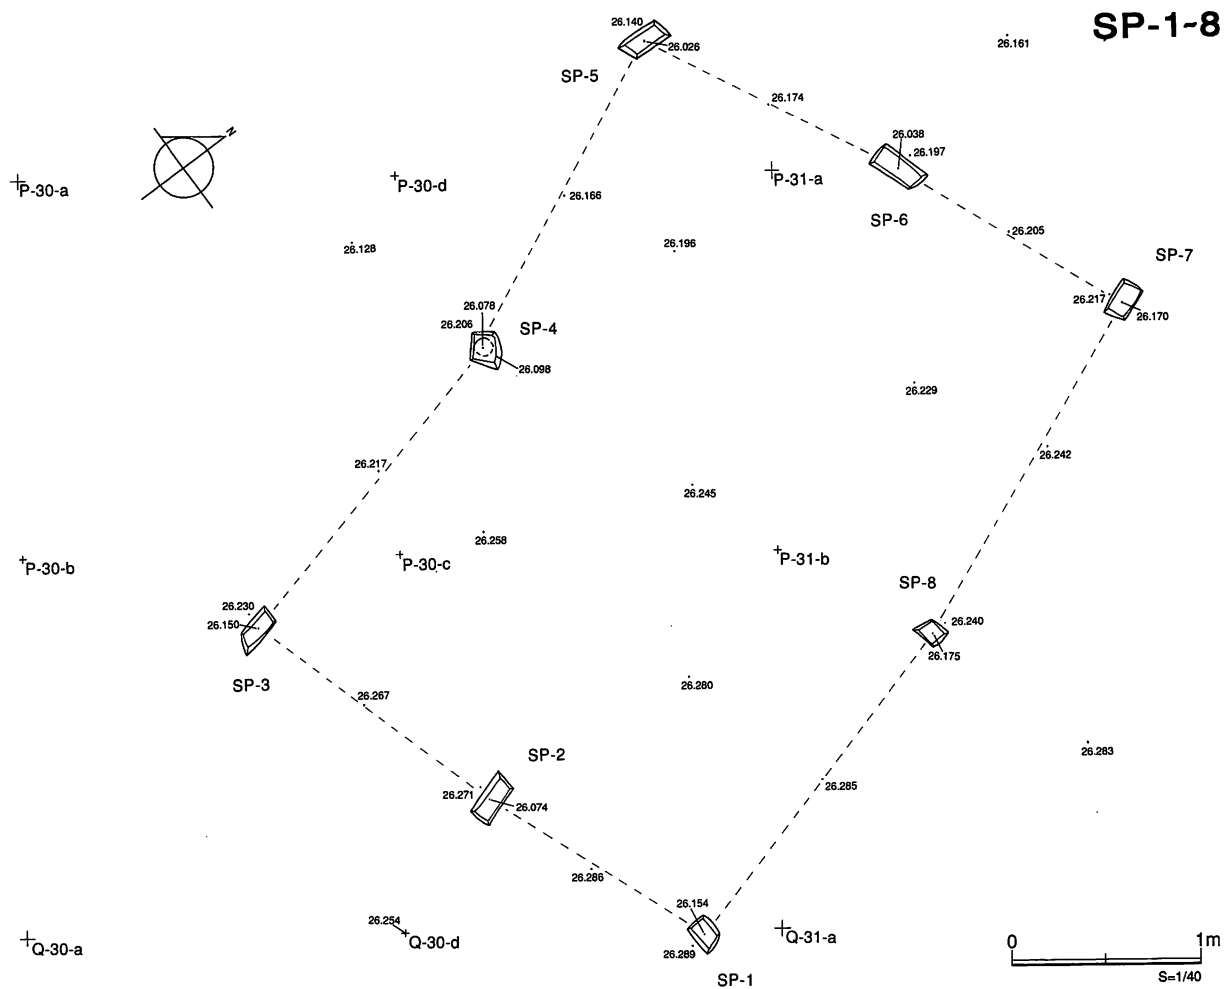 SP-1~8
26.140
26.026
26.161
SP-5
26.174
N
26.038
26.197
P-30-a
P-30-d
P-31-a
26.166
SP-6
26.128
26.196
26.205
SP-7
26.078
26.217
26.206
SP-4
26.170
26.098
26.229
26.217
26.242
26.245
26.258
P-30-b
P-30-c
P-31-b
SP-8
26.230
26.150
26.240
26.175
SP-3
26.280
26.267
SP-2
26.283
26.271
26.074
26.285
26.286
26.154
26.254
Q-30-a
Q-30-d
Q-31-a
26.289
SP-1
0 1m
S=1/40